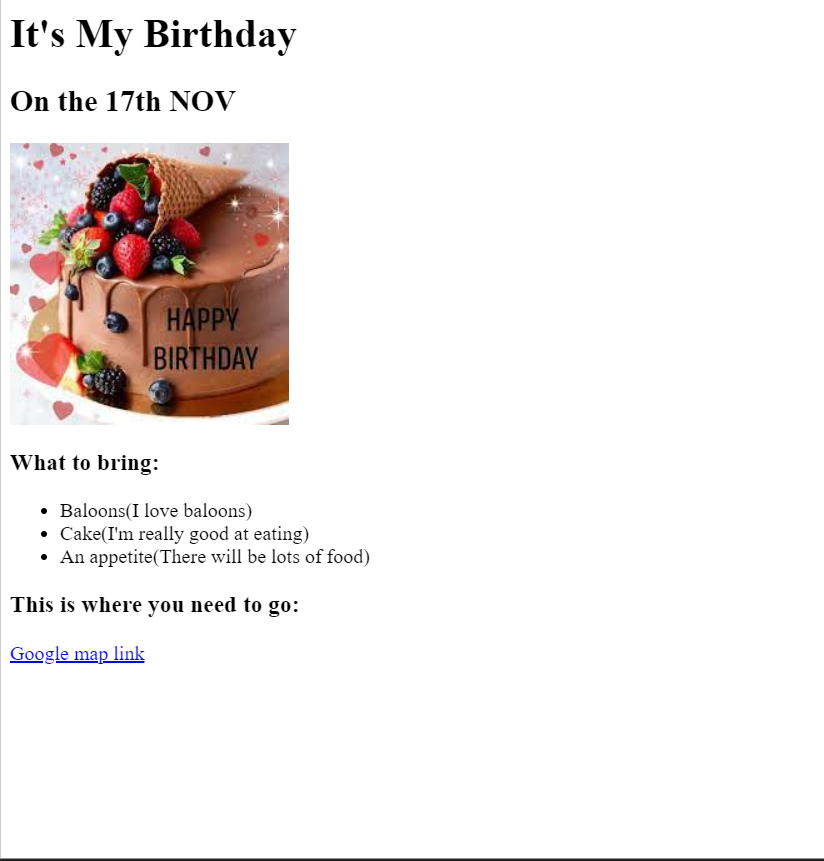 It's My Birthday
On the 17th NOV
HAPPY
BIRTHDAY
What to bring:
Baloons(I love baloons)
Cake(I'm really good at eating)
An appetite(There will be lots of food)
This is where you need to go:
Google map link